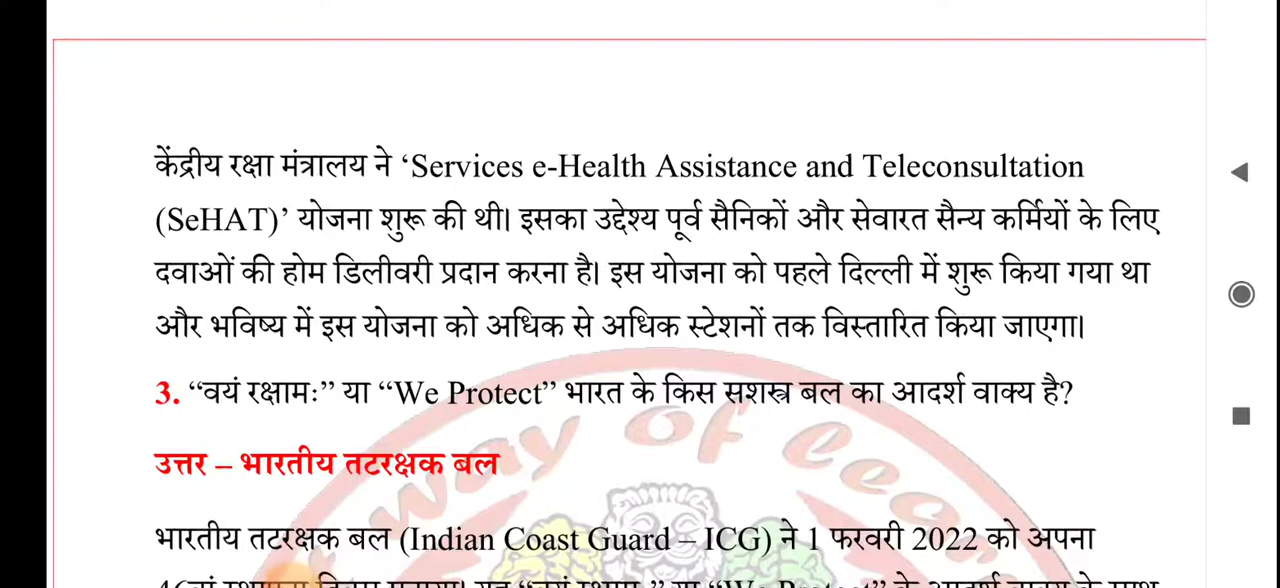 केंद्रीय रक्षा मंत्रालय ने ‘Services e-Health Assistance and Teleconsultation
(SeHAT)’ योजना शुरू की थी। इसका उद्देश्य पूर्व सैनिकों और सेवारत सैन्य कर्मियों के लिए
दवाओं की होम डिलीवरी प्रदान करना है। इस योजना को पहले दिल्ली में शुरू किया गया था
और भविष्य में इस योजना को अधिक से अधिक स्टेशनों तक विस्तारित किया जाएगा।
3. “वयं रक्षामः” या “We Protect” भारत के किस सशस्त्र बल का आदर्श वाक्य है?
way of
उत्तर – भारतीय तटरक्षक बल
भारतीय तटरक्षक बल (Indian Coast Guard – ICG) ने 1 फरवरी 2022 को अपना